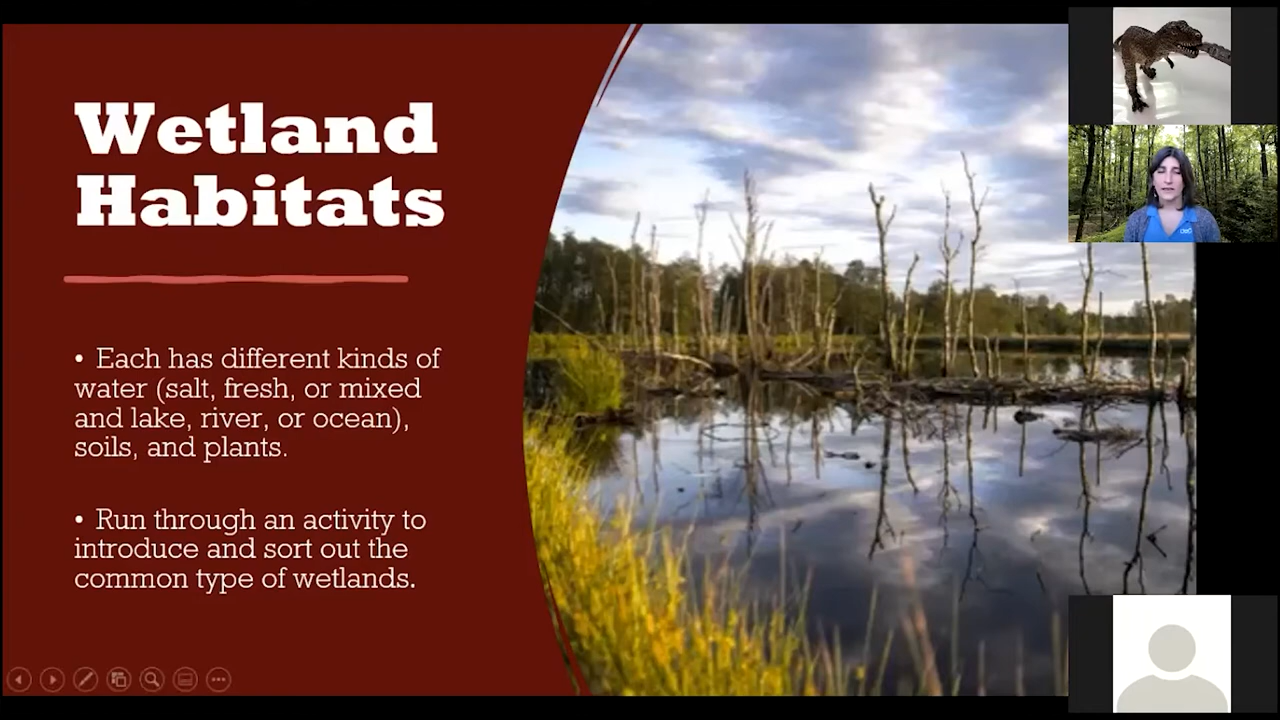 Wetland
Habitats
• Each has different kinds of
water (salt, fresh, or mixed
and lake, river, or ocean),
soils, and plants.
• Run through an activity to
introduce and sort out the
common type of wetlands.